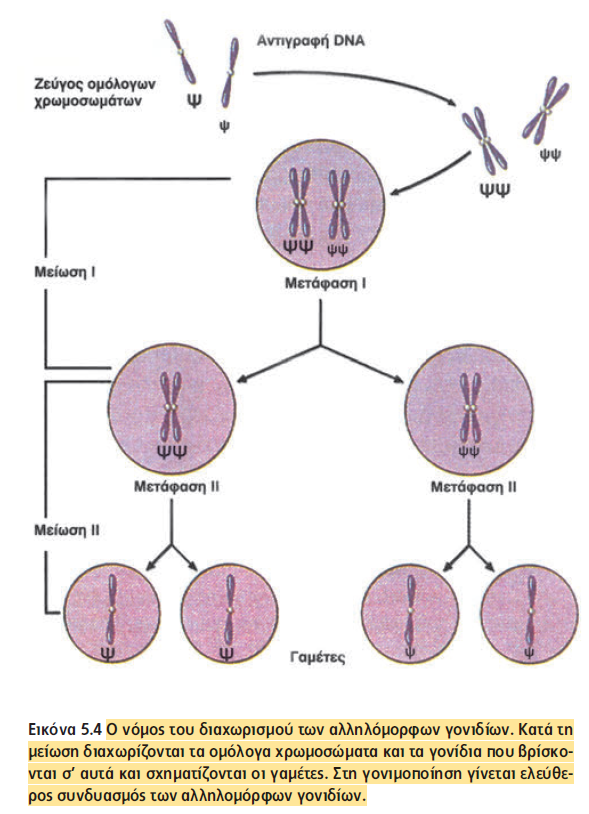 Αντιγραφή DNA
Ζεύγος ομόλογων
χρωμοσωμάτων
Ψ
ψ
ΨΨ
ψψ
ΨΨ
ψψ
Μετάφαση Ι
Μείωση Ι
ΨΨ
ψψ
Μετάφαση ΙΙ
Μετάφαση ΙΙ
Μείωση ΙΙ
Ψ
Ψ
ψ
ψ
Γαμέτες
Εικόνα 5.4 Ο νόμος του διαχωρισμού των αλληλόμορφων γονιδίων. Κατά τη
μείωση διαχωρίζονται τα ομόλογα χρωμοσώματα και τα γονίδια που βρίσκο-
νται σ’ αυτά και σχηματίζονται οι γαμέτες. Στη γονιμοποίηση γίνεται ελεύθε-
ρος συνδυασμός των αλληλομόρφων γονιδίων.